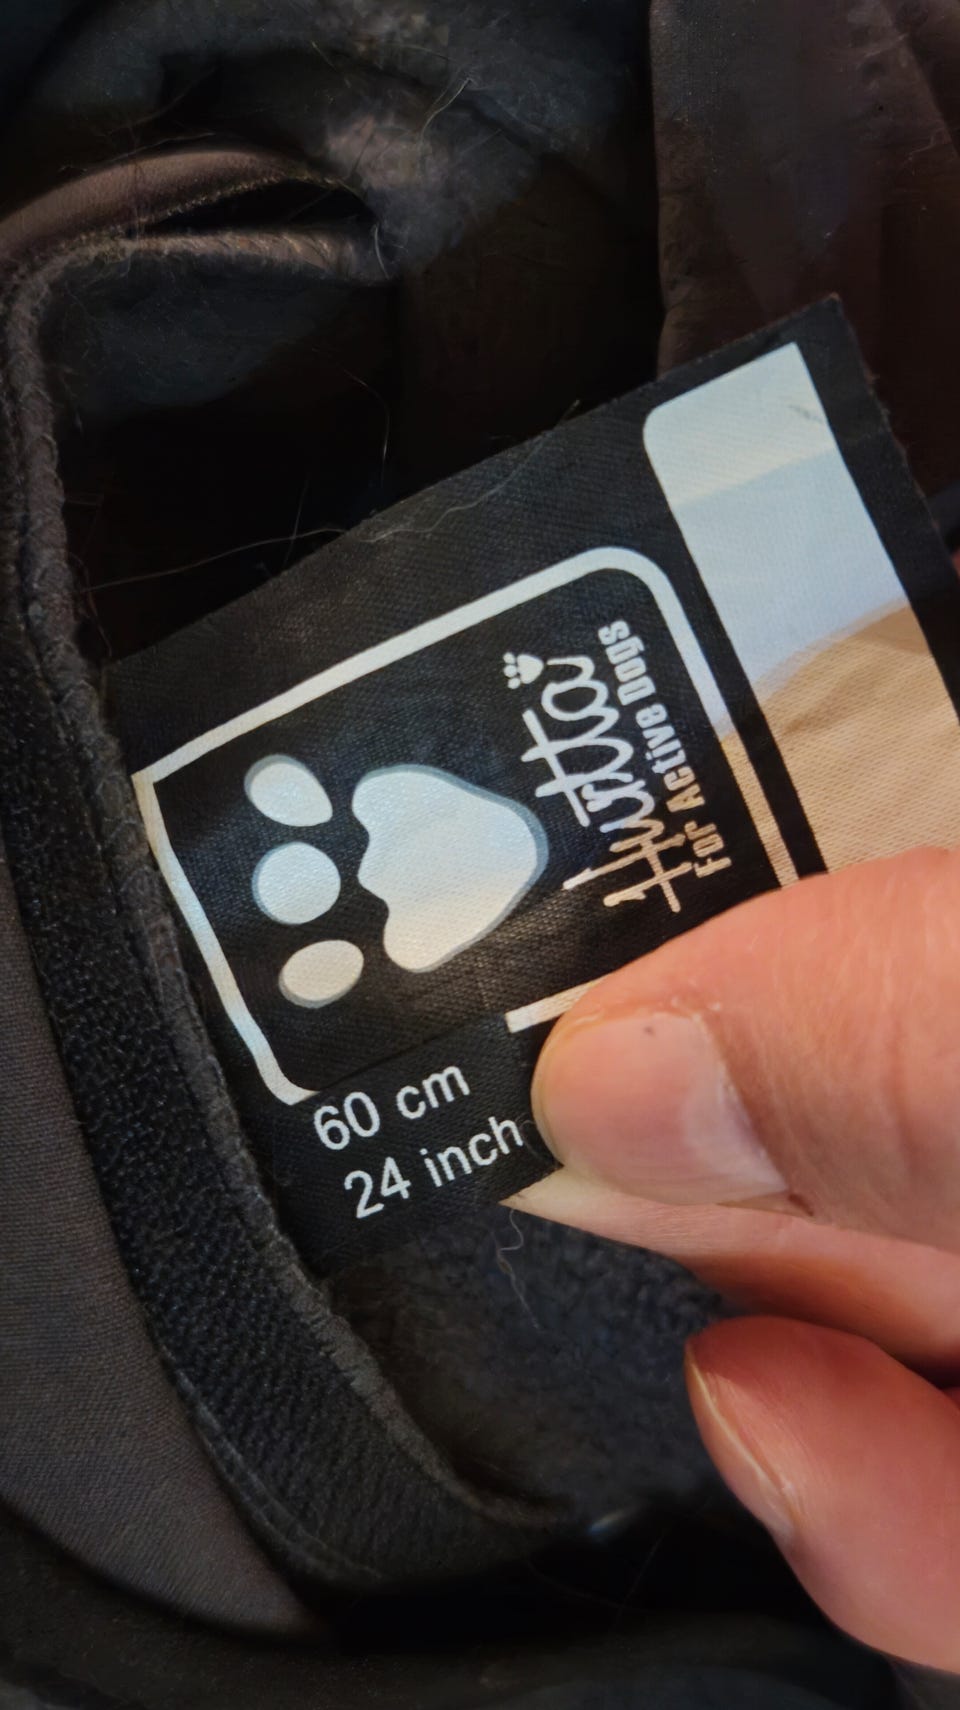 Hurtta
For Active Dogs
60 cm
24 inch